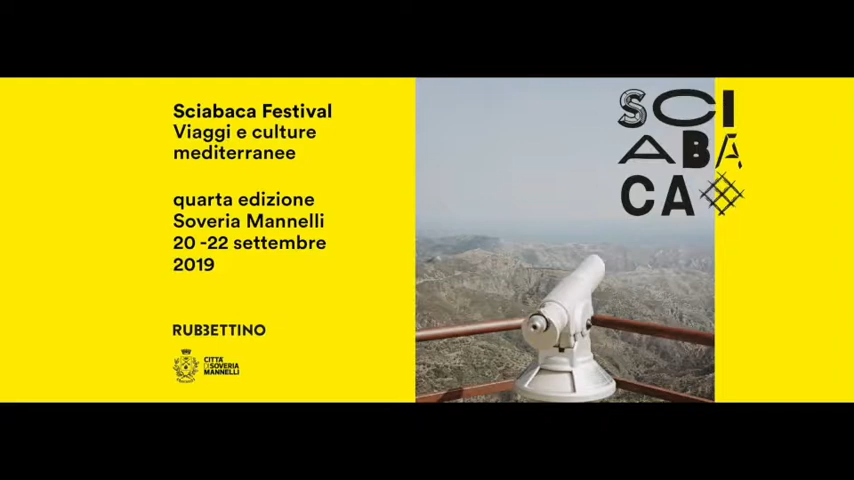 Sciabaca Festival
Viaggi e culture
mediterranee
quarta edizione
Soveria Mannelli
20 -22 settembre
2019
RUBBETTINO
CITTÀ
DI SOVERIA
MANNELLI
SCI
ABA
CA